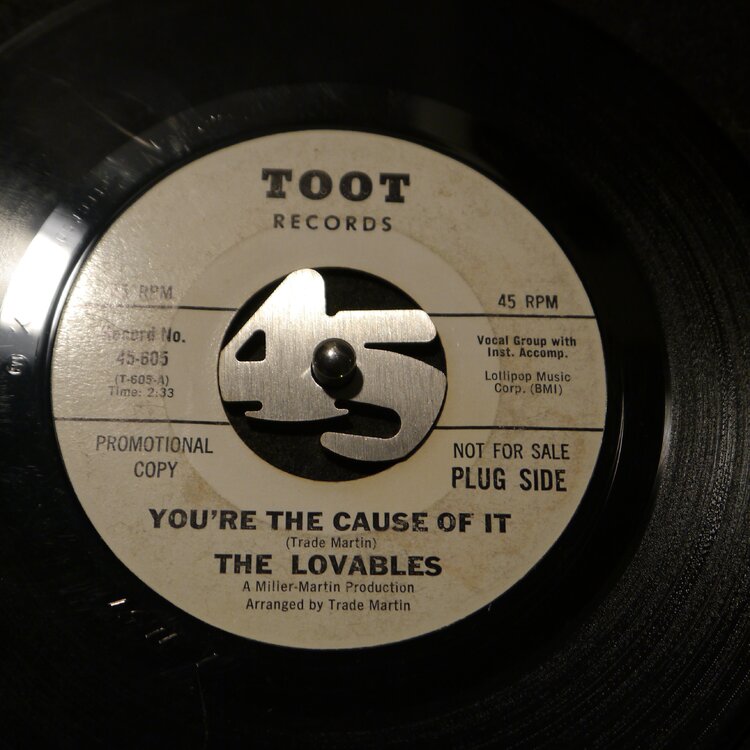 TOOT
RECORDS
RPM
45 RPM
Record No.
45-605
(T-605-A)
Time: 2:33
Vocal Group with
Inst. Accomp.
Lollipop Music
Corp. (BMI)
45
PROMOTIONAL
COPY
NOT FOR SALE
PLUG SIDE
YOU'RE THE CAUSE OF IT
(Trade Martin)
THE LOVABLES
A Miller-Martin Production
Arranged by Trade Martin